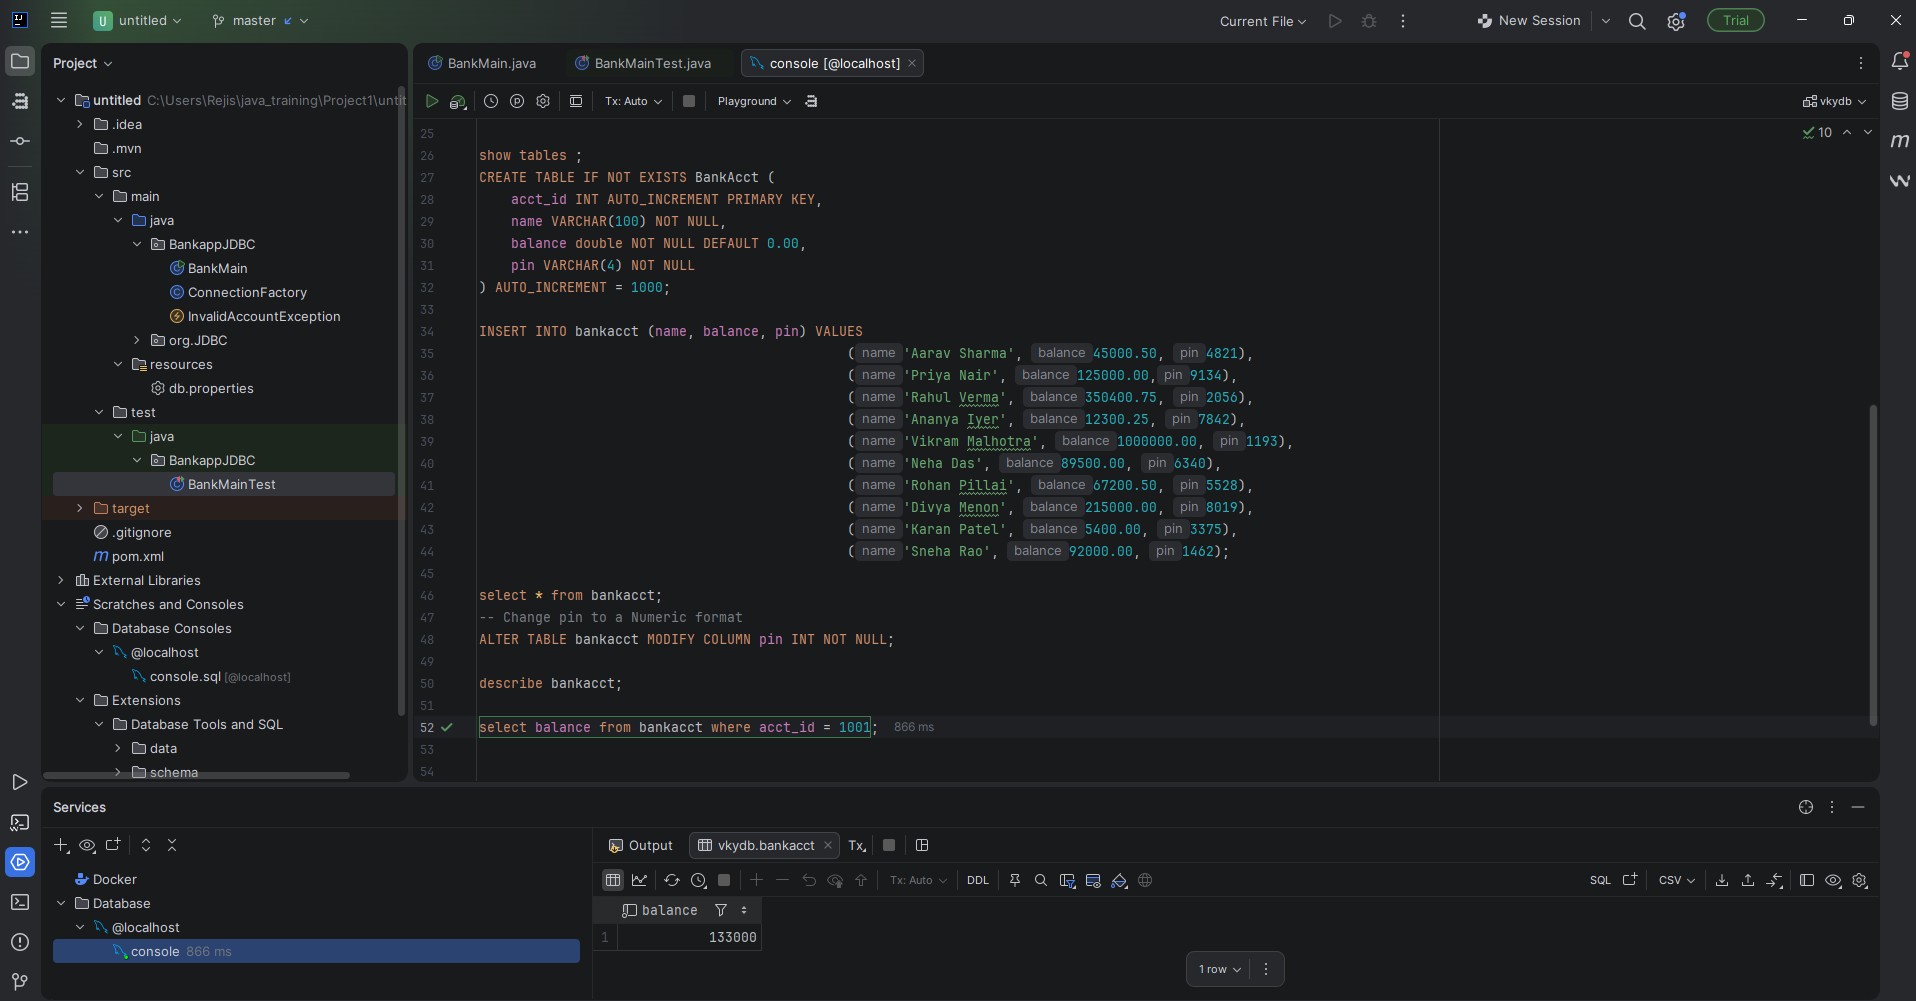 U untitled master Current File New Session Trial
Project
BankMain.java BankMainTest.java console [@localhost]
untitled C:\Users\Rejis\java_training\Project1\untit
.idea
.mvn
src
main
java
BankappJDBC
BankMain
ConnectionFactory
InvalidAccountException
org.JDBC
resources
db.properties
test
java
BankappJDBC
BankMainTest
target
.gitignore
pom.xml
External Libraries
Scratches and Consoles
Database Consoles
@localhost
console.sql [@localhost]
Extensions
Database Tools and SQL
data
schema
Tx: Auto Playground vkydb
10
25
26 show tables ;
27 CREATE TABLE IF NOT EXISTS BankAcct (
28 acct_id INT AUTO_INCREMENT PRIMARY KEY,
29 name VARCHAR(100) NOT NULL,
30 balance double NOT NULL DEFAULT 0.00,
31 pin VARCHAR(4) NOT NULL
32 ) AUTO_INCREMENT = 1000;
33
34 INSERT INTO bankacct (name, balance, pin) VALUES
35 ( name 'Aarav Sharma', balance 45000.50, pin 4821),
36 ( name 'Priya Nair', balance 125000.00, pin 9134),
37 ( name 'Rahul Verma', balance 350400.75, pin 2056),
38 ( name 'Ananya Iyer', balance 12300.25, pin 7842),
39 ( name 'Vikram Malhotra', balance 1000000.00, pin 1193),
40 ( name 'Neha Das', balance 89500.00, pin 6340),
41 ( name 'Rohan Pillai', balance 67200.50, pin 5528),
42 ( name 'Divya Menon', balance 215000.00, pin 8019),
43 ( name 'Karan Patel', balance 5400.00, pin 3375),
44 ( name 'Sneha Rao', balance 92000.00, pin 1462);
45
46 select * from bankacct;
47 -- Change pin to a Numeric format
48 ALTER TABLE bankacct MODIFY COLUMN pin INT NOT NULL;
49
50 describe bankacct;
51
52 select balance from bankacct where acct_id = 1001; 866 ms
53
54
Services
Docker
Database
@localhost
console 866 ms
Output vkydb.bankacct Tx
Tx: Auto DDL SQL CSV
balance
1 133000
1 row